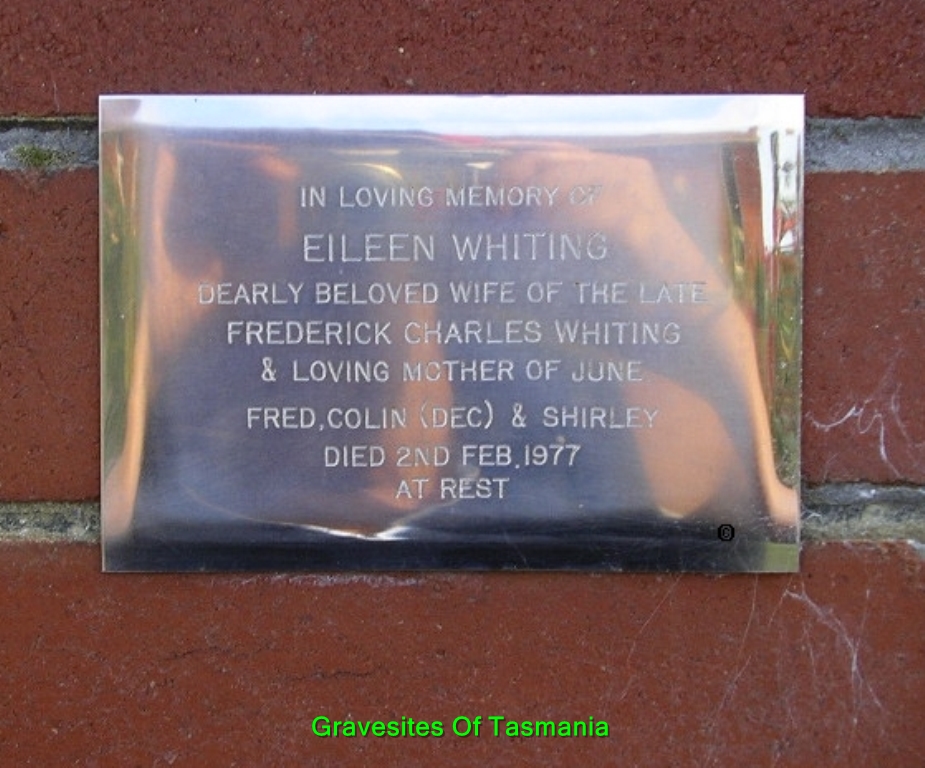 IN LOVING MEMORY OF
EILEEN WHITING
DEARLY BELOVED WIFE OF THE LATE
FREDERICK CHARLES WHITING
& LOVING MOTHER OF JUNE
FRED, COLIN (DEC) & SHIRLEY
DIED 2ND FEB. 1977
AT REST
©
Gravesites Of Tasmania